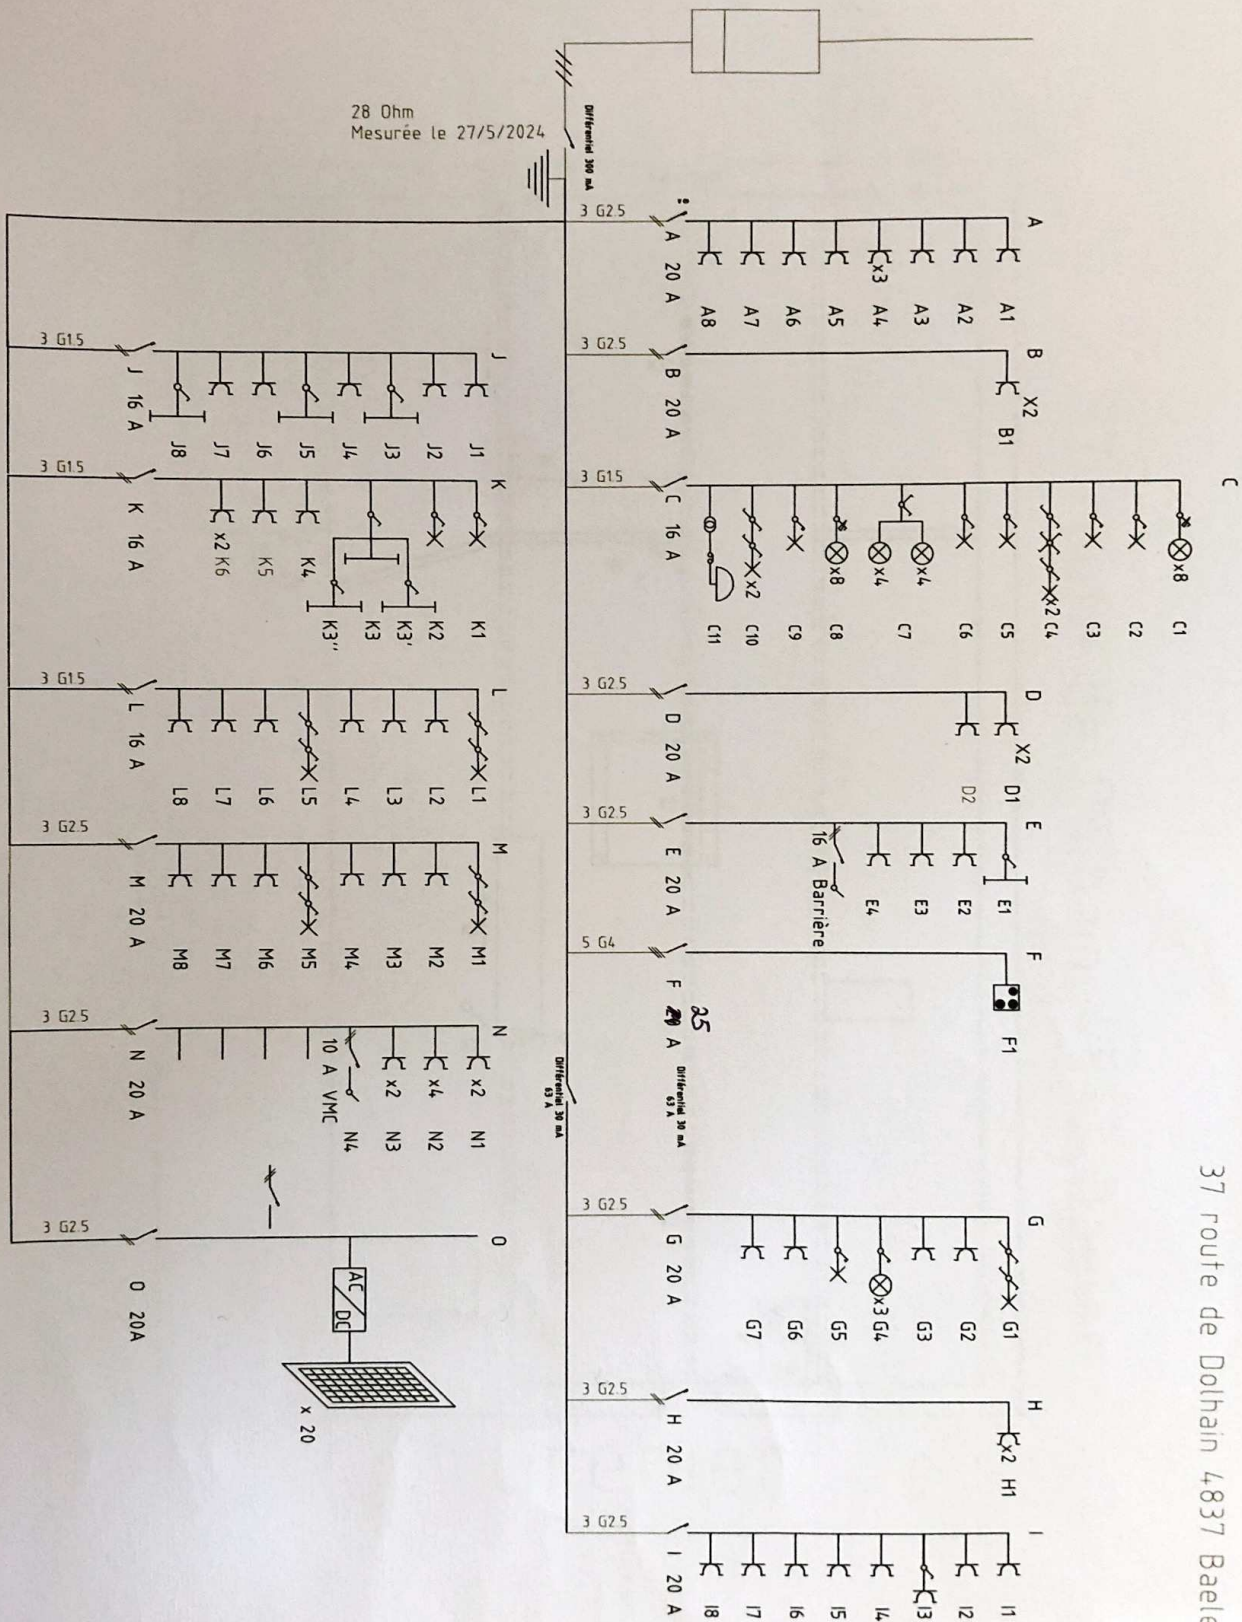 37 route de Dolhain 4837
28 Ohm
Mesurée le 27/5/2024
Différentiel 300 mA
3 G2.5
A 20 A
A
A1
A2
A3
x3 A4
A5
A6
A7
A8
3 G2.5
B 20 A
B
X2
B1
3 G1.5
C 16 A
C
x8 C1
C2
C3
x2 C4
C5
C6
x4
x4
C7
x8 C8
C9
x2 C10
C11
3 G2.5
D 20 A
D
X2
D1
D2
3 G2.5
E 20 A
E
E1
E2
E3
E4
16 A Barrière
5 G4
F A
25
F
F1
Différentiel 30 mA
63 A
Différentiel 30 mA
63 A
3 G2.5
G 20 A
G
G1
G2
G3
x3 G4
G5
G6
G7
3 G2.5
H 20 A
H
x2 H1
3 G2.5
I 20 A
I
I1
I2
I3
I4
I5
I6
I7
I8
3 G1.5
J 16 A
J
J1
J2
J3
J4
J5
J6
J7
J8
3 G1.5
K 16 A
K
K1
K2
K3'
K3
K3''
K4
K5
x2 K6
3 G1.5
L 16 A
L
L1
L2
L3
L4
L5
L6
L7
L8
3 G2.5
M 20 A
M
M1
M2
M3
M4
M5
M6
M7
M8
3 G2.5
N 20 A
N
x2 N1
x4 N2
x2 N3
N4
10 A VMC
3 G2.5
O 20A
O
AC
DC
x 20